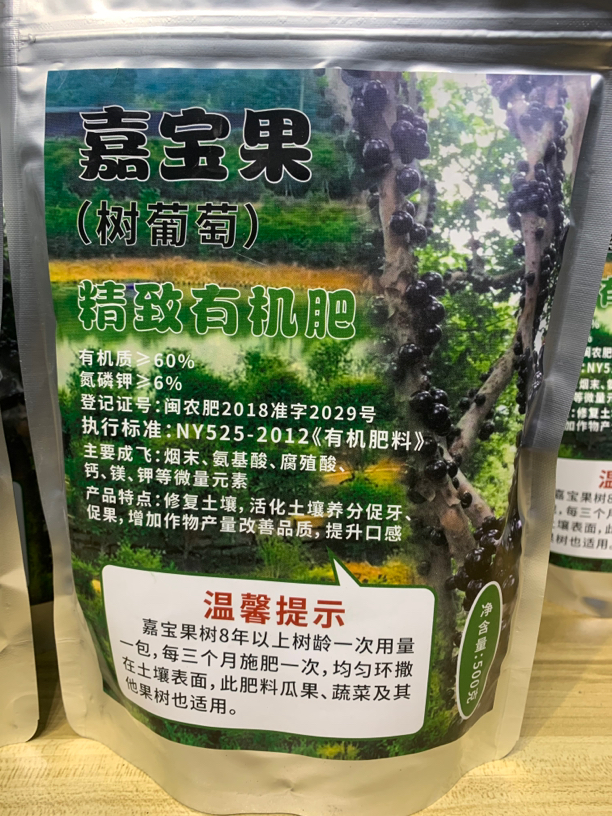 嘉宝果
(树葡萄)
精致有机肥
有机质≥60%
氮磷钾≥6%
登记证号:闽农肥2018准字2029号
执行标准:NY525-2012《有机肥料》
主要成飞:烟末、氨基酸、腐殖酸、
钙、镁、钾等微量元素
产品特点:修复土壤,活化土壤养分促牙、
促果,增加作物产量改善品质,提升口感
温馨提示
嘉宝果树8年以上树龄一次用量
一包,每三个月施肥一次,均匀环撒
在土壤表面,此肥料瓜果、蔬菜及其
他果树也适用。
净含量:500克